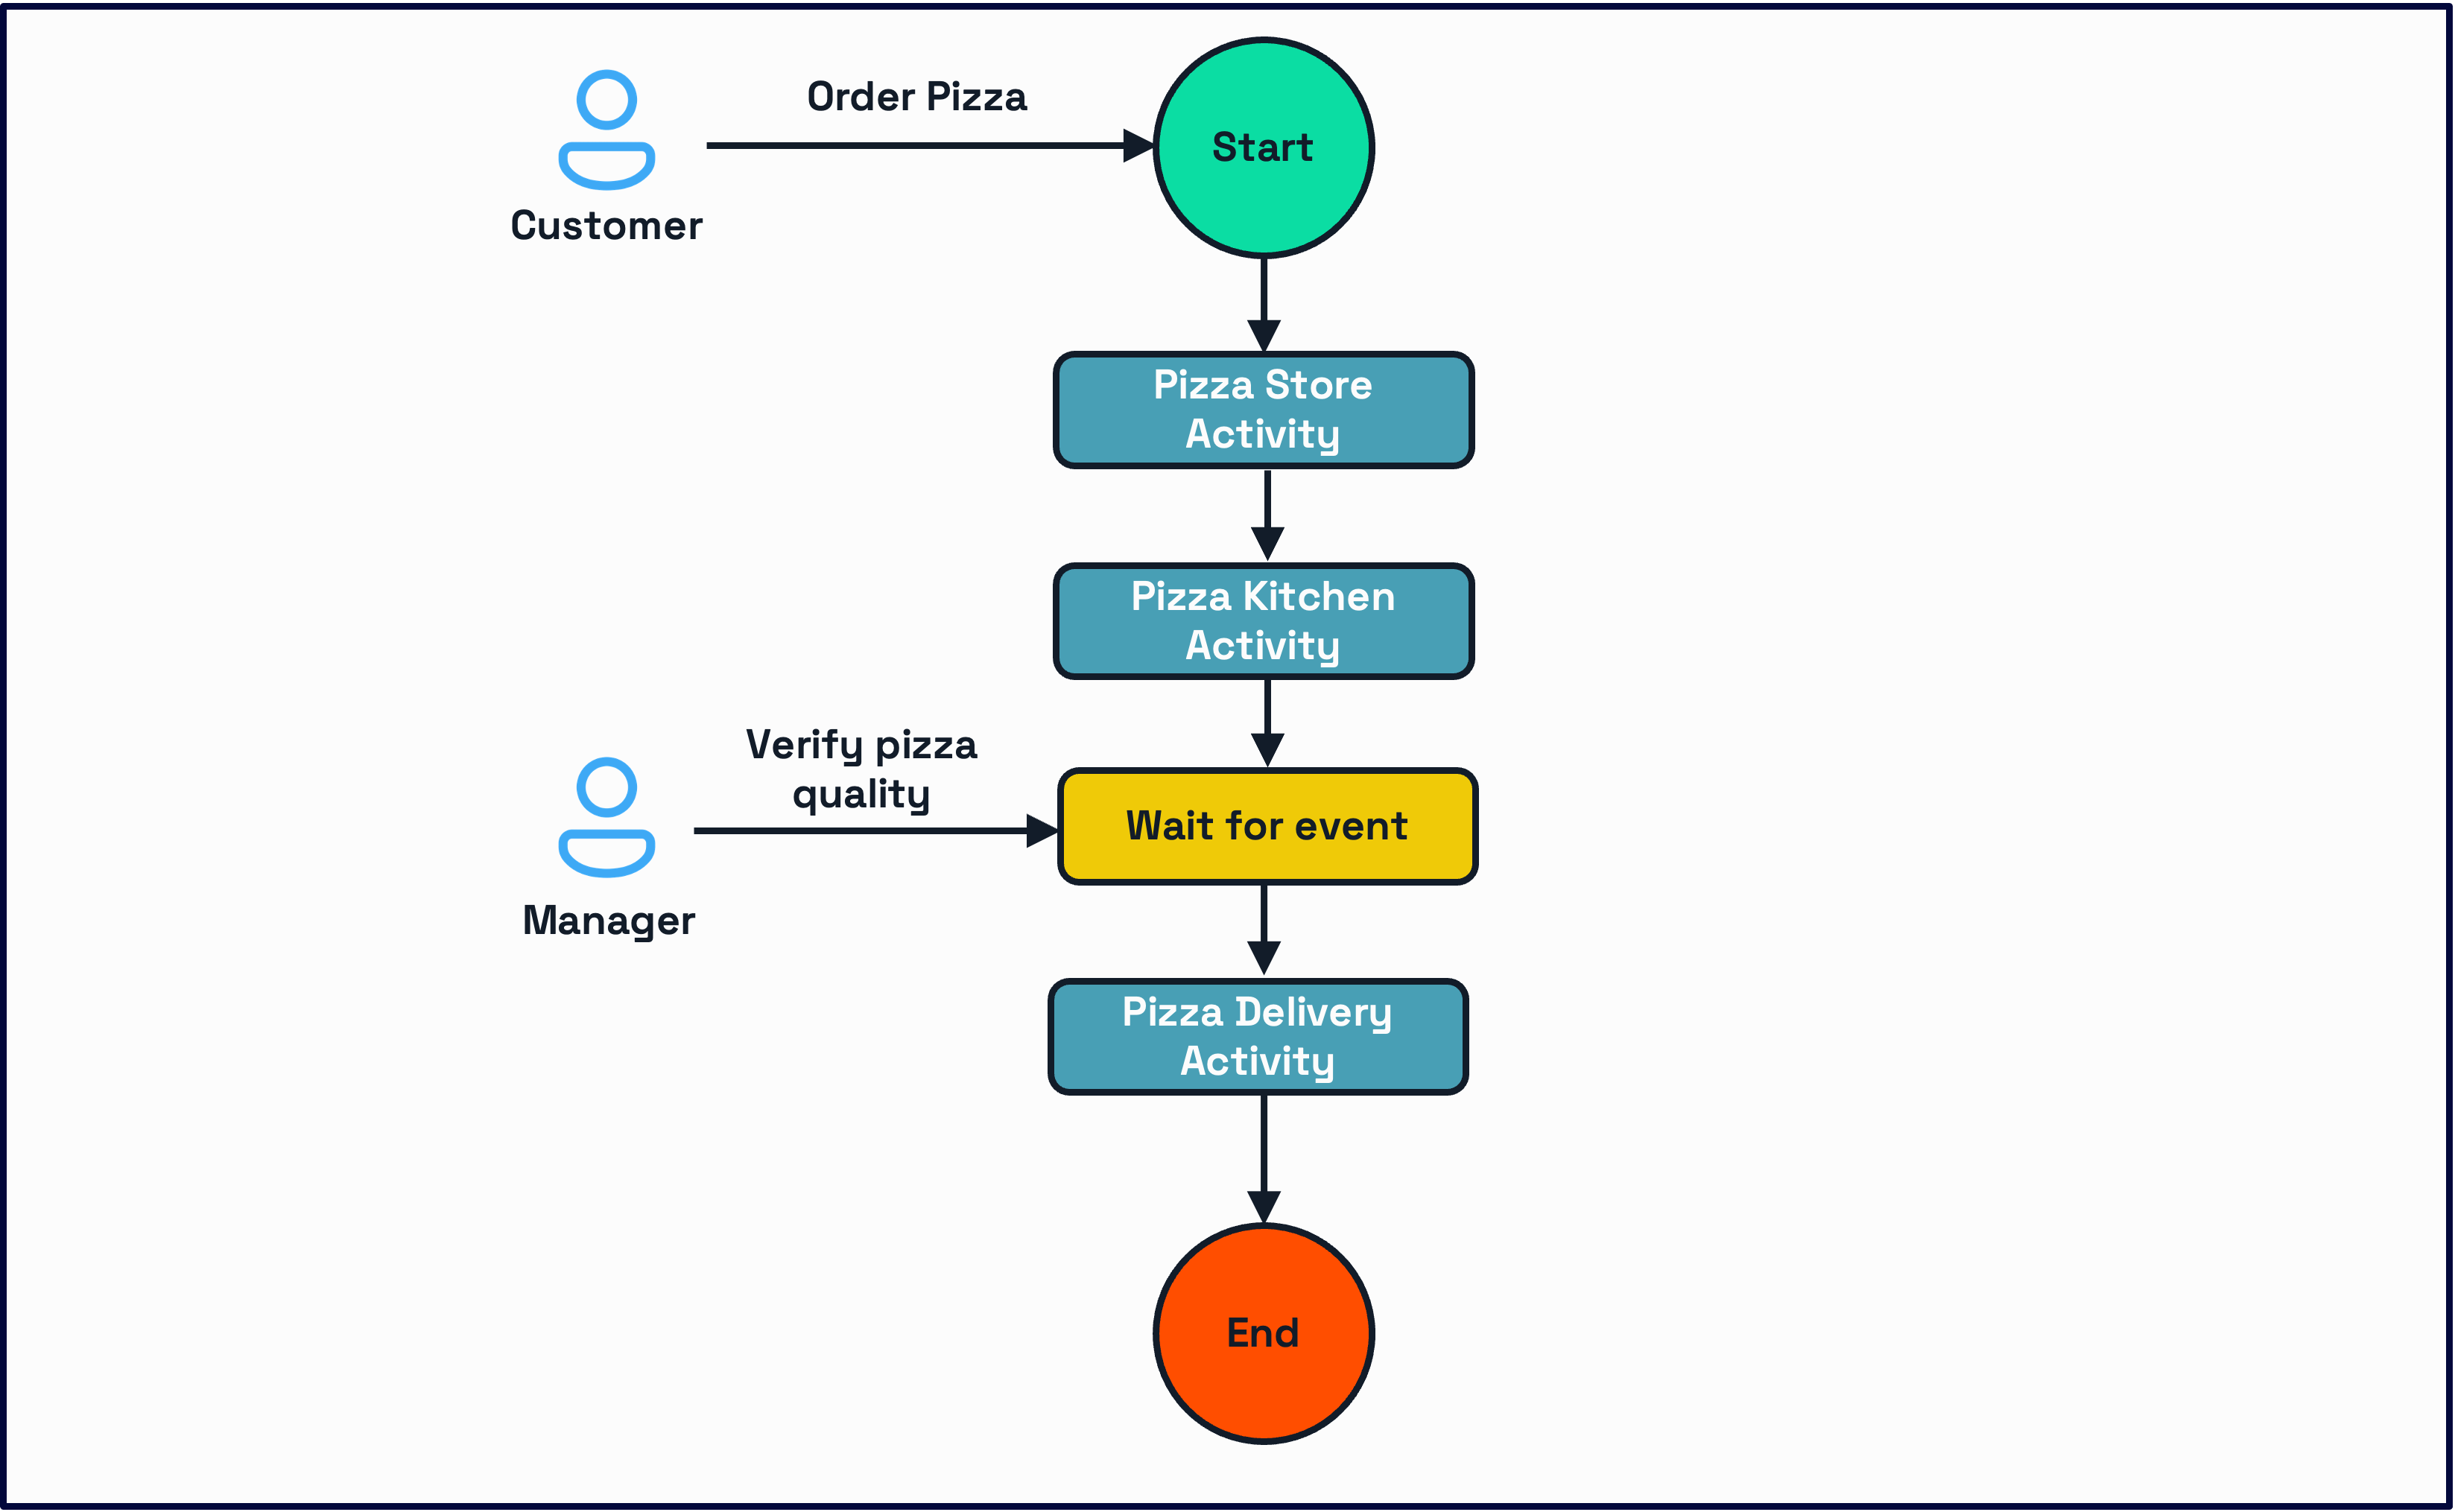 Order Pizza
Start
Customer
Pizza Store
Activity
Pizza Kitchen
Activity
Verify pizza
quality
Wait for event
Manager
Pizza Delivery
Activity
End